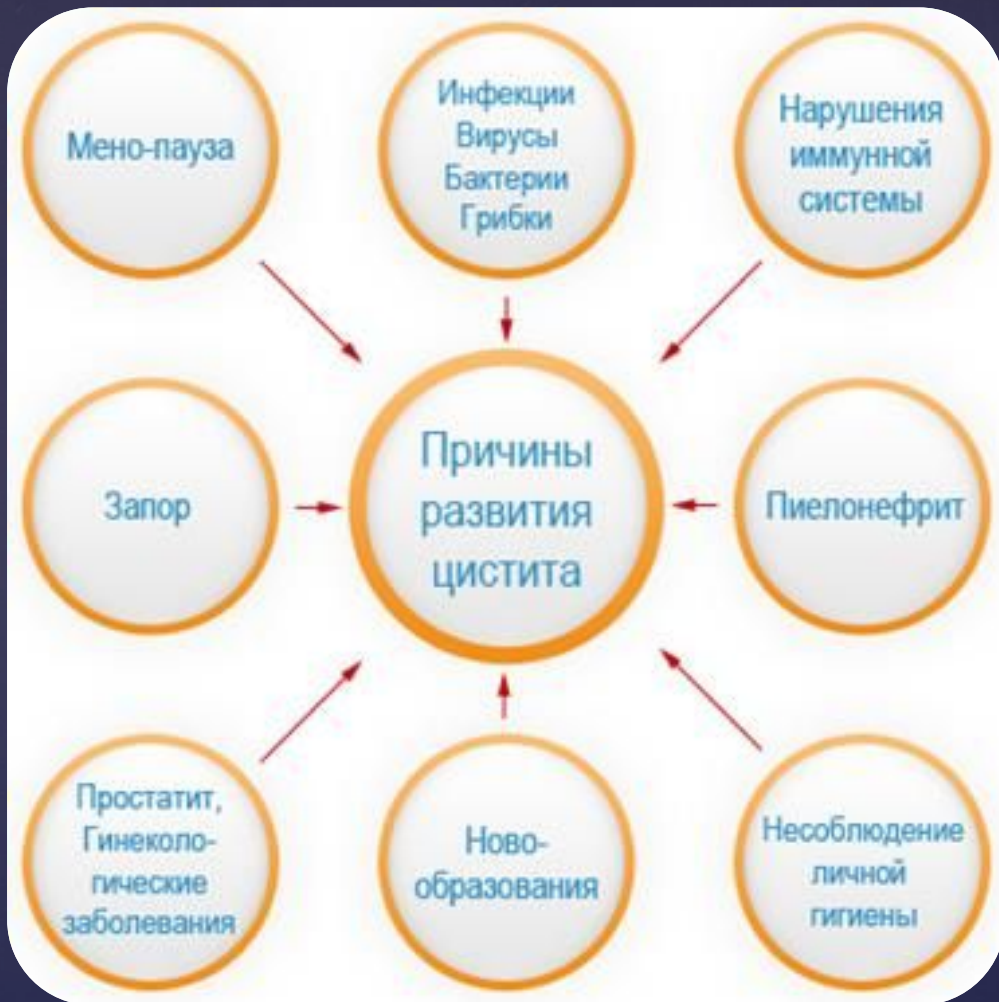 Мено-пауза
Инфекции
Вирусы
Бактерии
Грибки
Нарушения
иммунной
системы
Запор
Причины
развития
цистита
Пиелонефрит
Простатит,
Гинеколо-
гические
заболевания
Ново-
образования
Несоблюдение
личной
гигиены